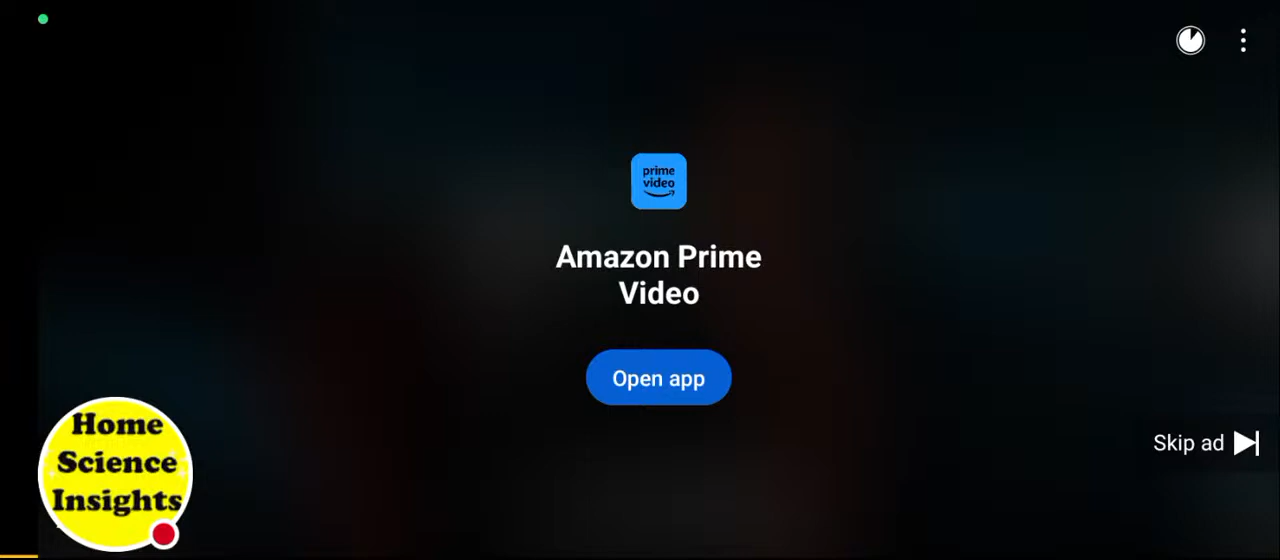 prime
video
Amazon Prime
Video
Open app
Skip ad
Home
Science
Insights